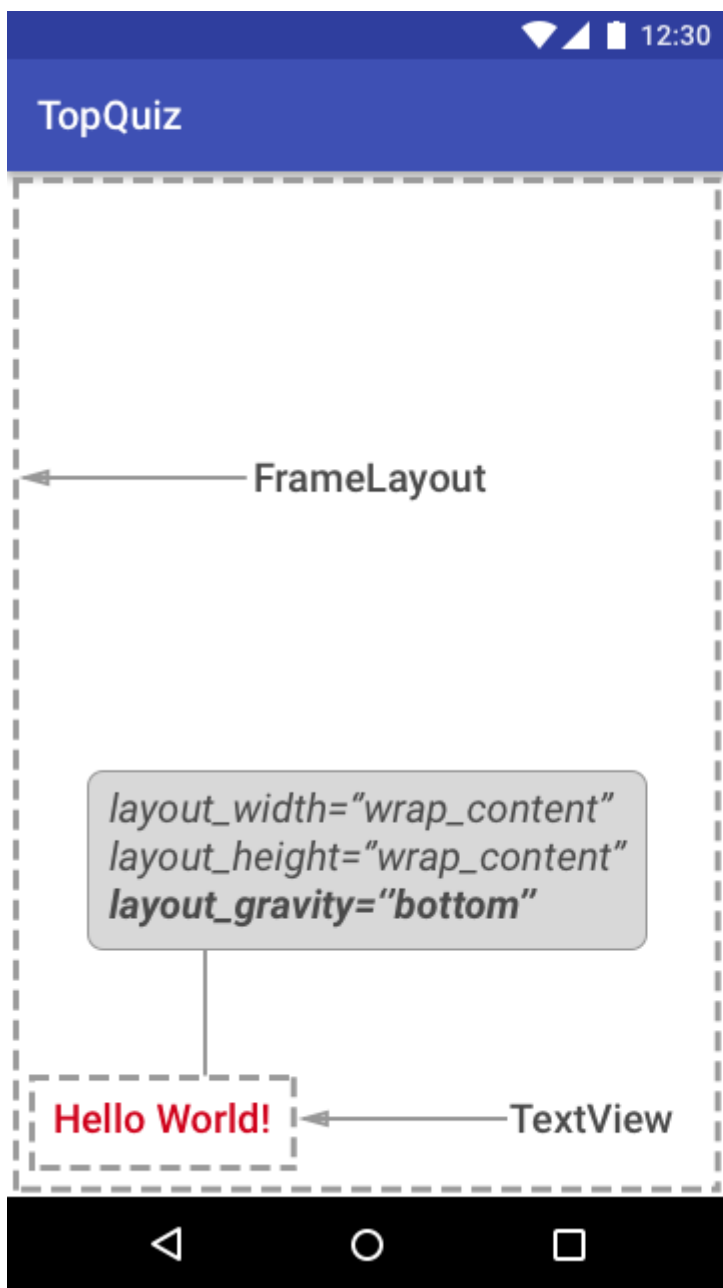 12:30
TopQuiz
FrameLayout
layout_width=“wrap_content”
layout_height=“wrap_content”
layout_gravity=“bottom”
Hello World!
TextView